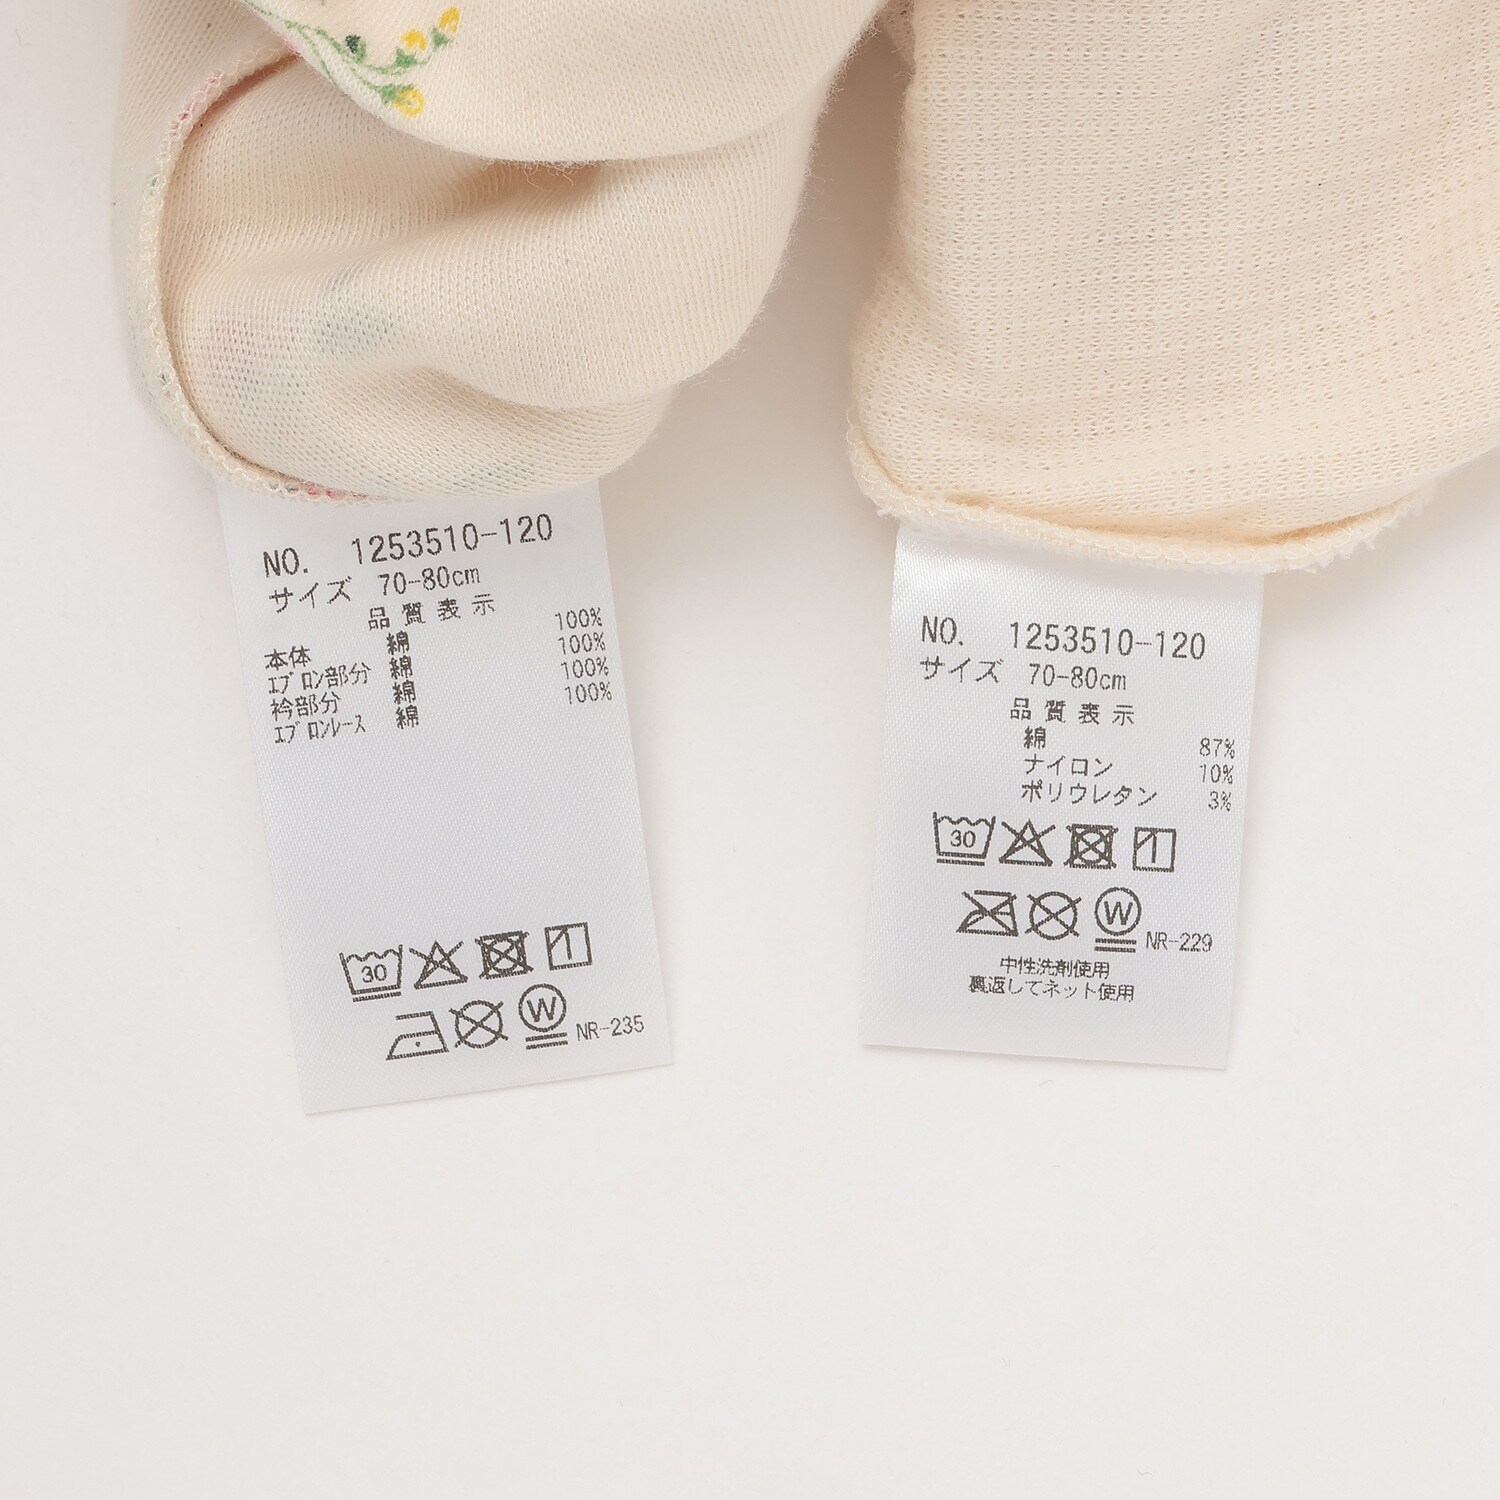 NO. 1253510-120
サイズ 70-80cm
品質表示
本体 綿 100%
エプロン部分 綿 100%
衿部分 綿 100%
エプロンレース 綿 100%
30
W NR-235
NO. 1253510-120
サイズ 70-80cm
品質表示
綿 87%
ナイロン 10%
ポリウレタン 3%
30
W NR-229
中性洗剤使用
裏返してネット使用